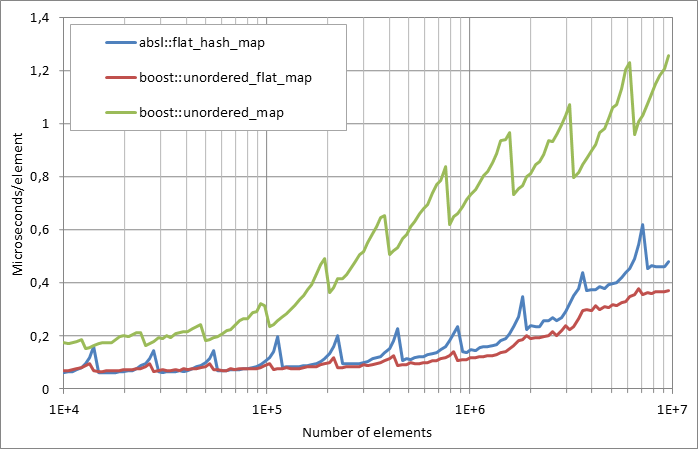 1,4
absl::flat_hash_map
1,2
boost::unordered_flat_map
boost::unordered_map
1
0,8
Microseconds/element
0,6
0,4
0,2
0
1E+4
1E+5
1E+6
1E+7
Number of elements